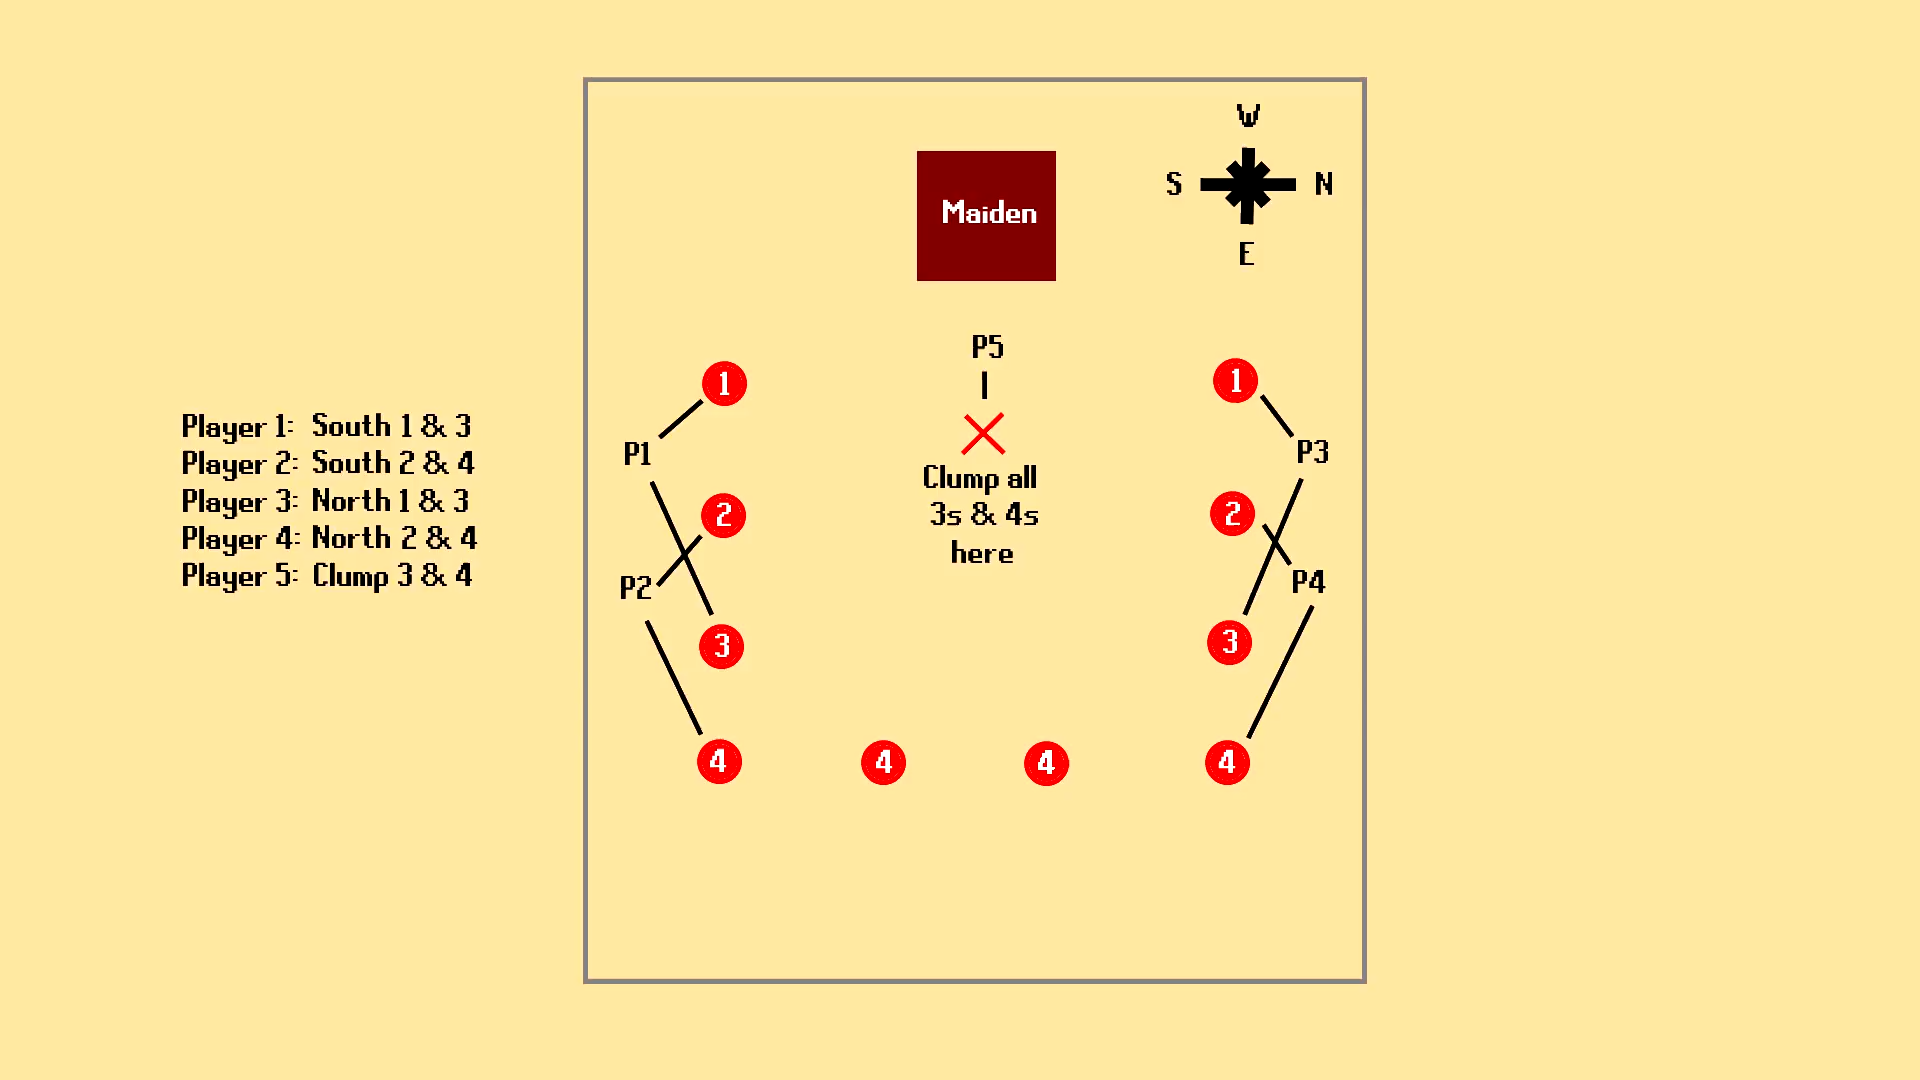 W
S N
E
Maiden
P5
1 1
Player 1: South 1 & 3
Player 2: South 2 & 4
Player 3: North 1 & 3
Player 4: North 2 & 4
Player 5: Clump 3 & 4
P1 P3
Clump all
3s & 4s
here
2 2
P2 P4
3 3
4 4 4 4